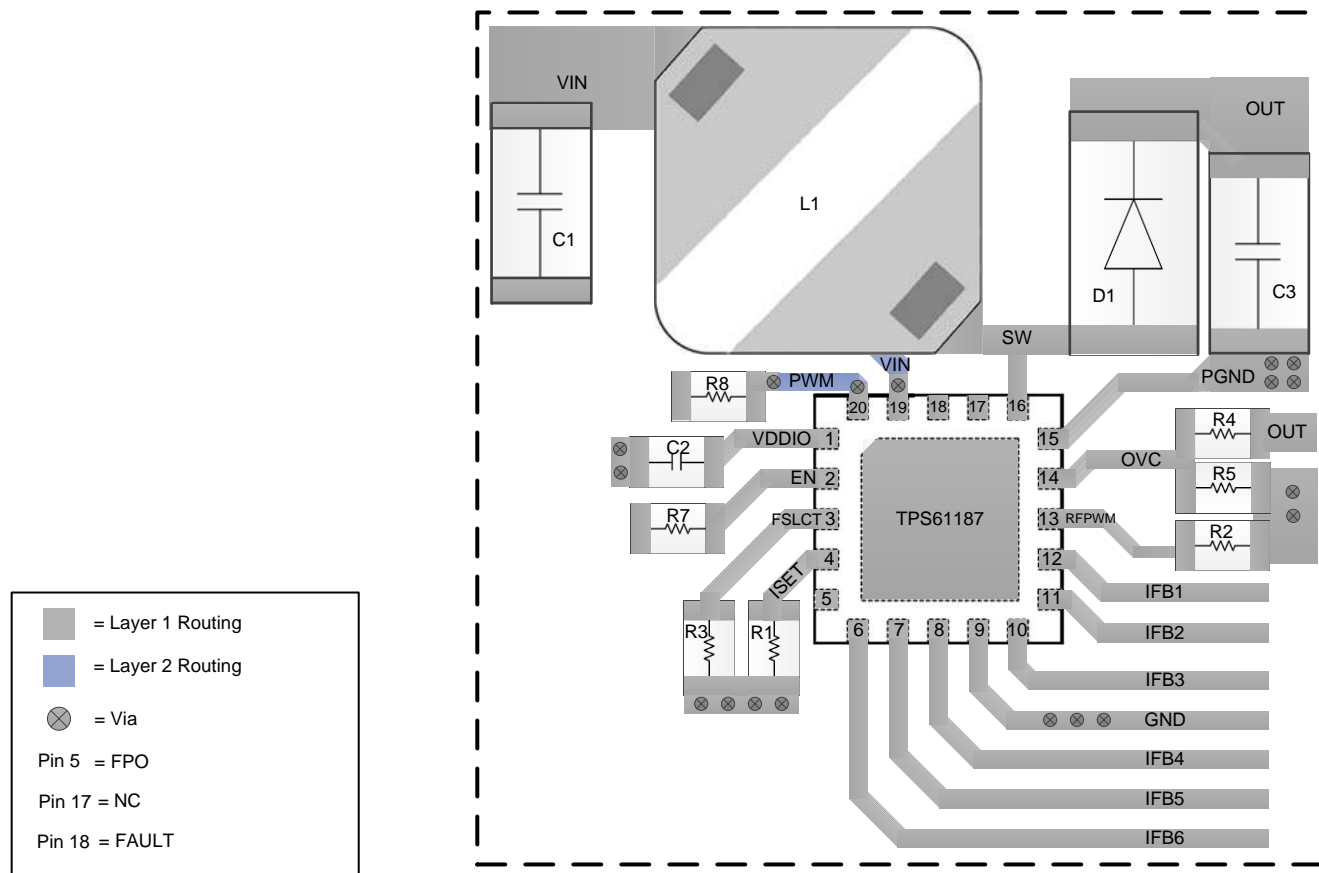 VIN
OUT
L1
C1
D1
C3
SW
VIN
PWM
R8
PGND
20
19
18
17
16
R4
OUT
VDDIO
1
15
C2
OVC
EN
2
14
R5
R7
FSLCT
3
TPS61187
13
RFPWM
R2
ISET
4
12
IFB1
5
11
IFB2
R3
R1
6
7
8
9
10
IFB3
GND
IFB4
IFB5
IFB6
= Layer 1 Routing
= Layer 2 Routing
= Via
Pin 5 = FPO
Pin 17 = NC
Pin 18 = FAULT